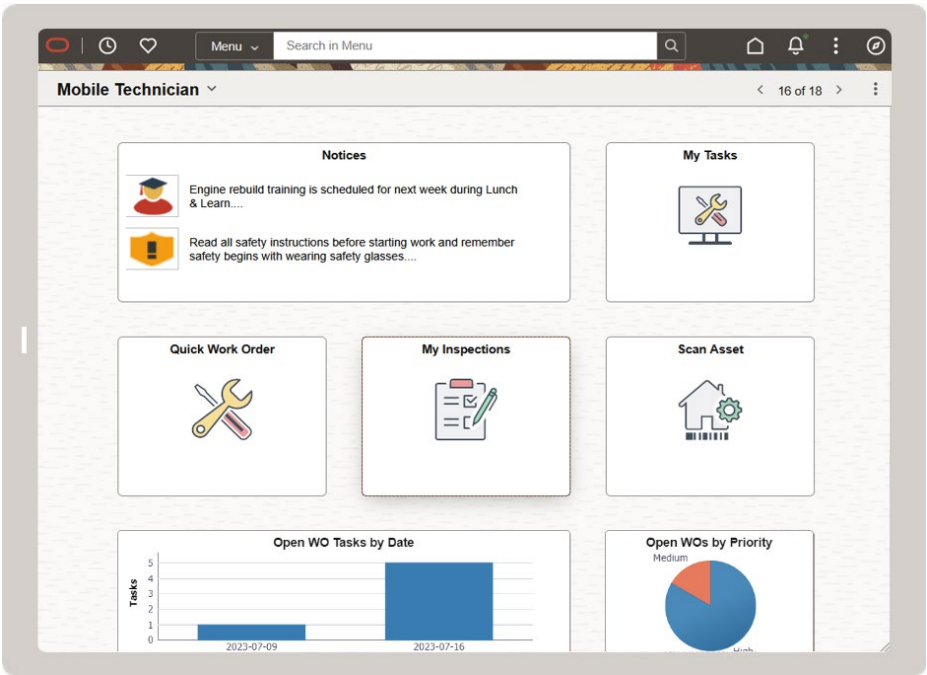 Menu
Search in Menu
Mobile Technician
16 of 18
Notices
Engine rebuild training is scheduled for next week during Lunch
& Learn....
Read all safety instructions before starting work and remember
safety begins with wearing safety glasses....
My Tasks
Quick Work Order
My Inspections
Scan Asset
Open WO Tasks by Date
Tasks
5
4
3
2
1
0
2023-07-09
2023-07-16
Open WOs by Priority
Medium
High